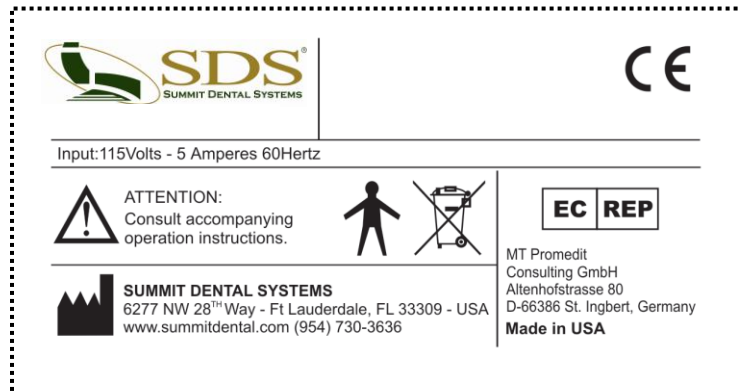 SDS®
SUMMIT DENTAL SYSTEMS
CE
Input:115Volts - 5 Amperes 60Hertz
ATTENTION:
Consult accompanying
operation instructions.
EC REP
MT Promedit
Consulting GmbH
Altenhofstrasse 80
D-66386 St. Ingbert, Germany
Made in USA
SUMMIT DENTAL SYSTEMS
6277 NW 28TH Way - Ft Lauderdale, FL 33309 - USA
www.summitdental.com (954) 730-3636